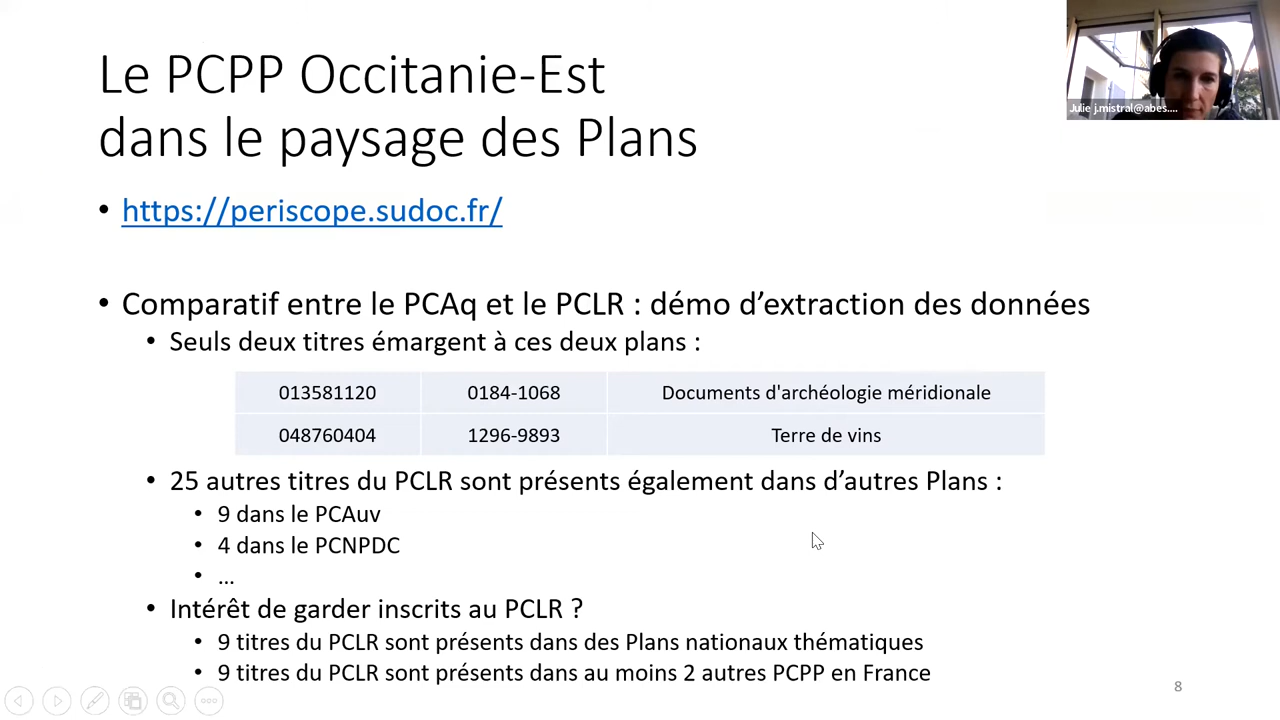 Le PCPP Occitanie-Est
dans le paysage des Plans
Julie j.mistral@abes....
• https://periscope.sudoc.fr/
• Comparatif entre le PCAq et le PCLR : démo d'extraction des données
• Seuls deux titres émargent à ces deux plans :
013581120 0184-1068 Documents d'archéologie méridionale
048760404 1296-9893 Terre de vins
• 25 autres titres du PCLR sont présents également dans d'autres Plans :
• 9 dans le PCAuv
• 4 dans le PCNPDC
• ...
• Intérêt de garder inscrits au PCLR ?
• 9 titres du PCLR sont présents dans des Plans nationaux thématiques
• 9 titres du PCLR sont présents dans au moins 2 autres PCPP en France
8